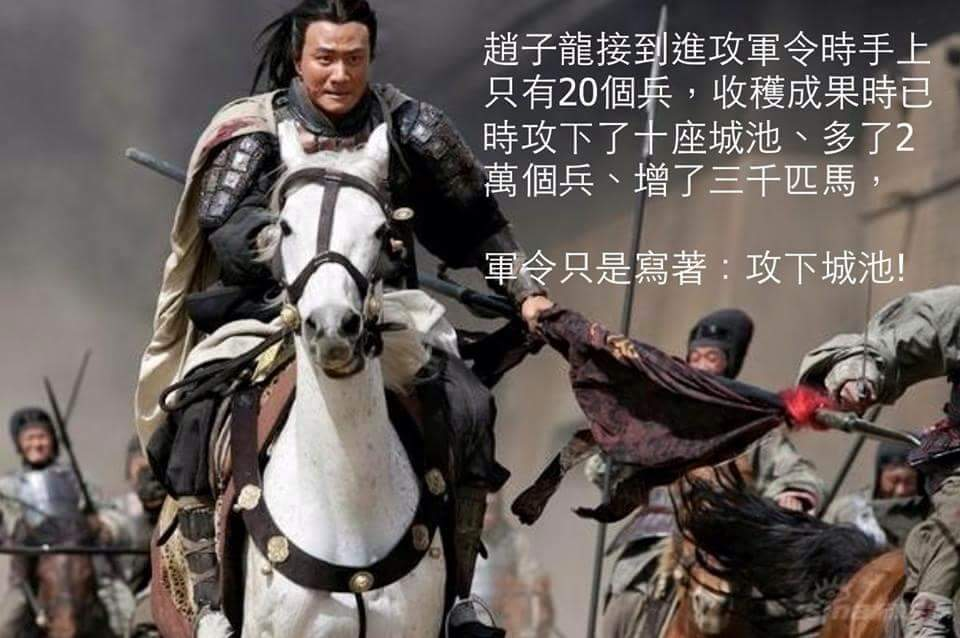 趙子龍接到進攻軍令時手上
只有20個兵，收穫成果時已
時攻下了十座城池、多了2
萬個兵、增了三千匹馬，
軍令只是寫著：攻下城池!